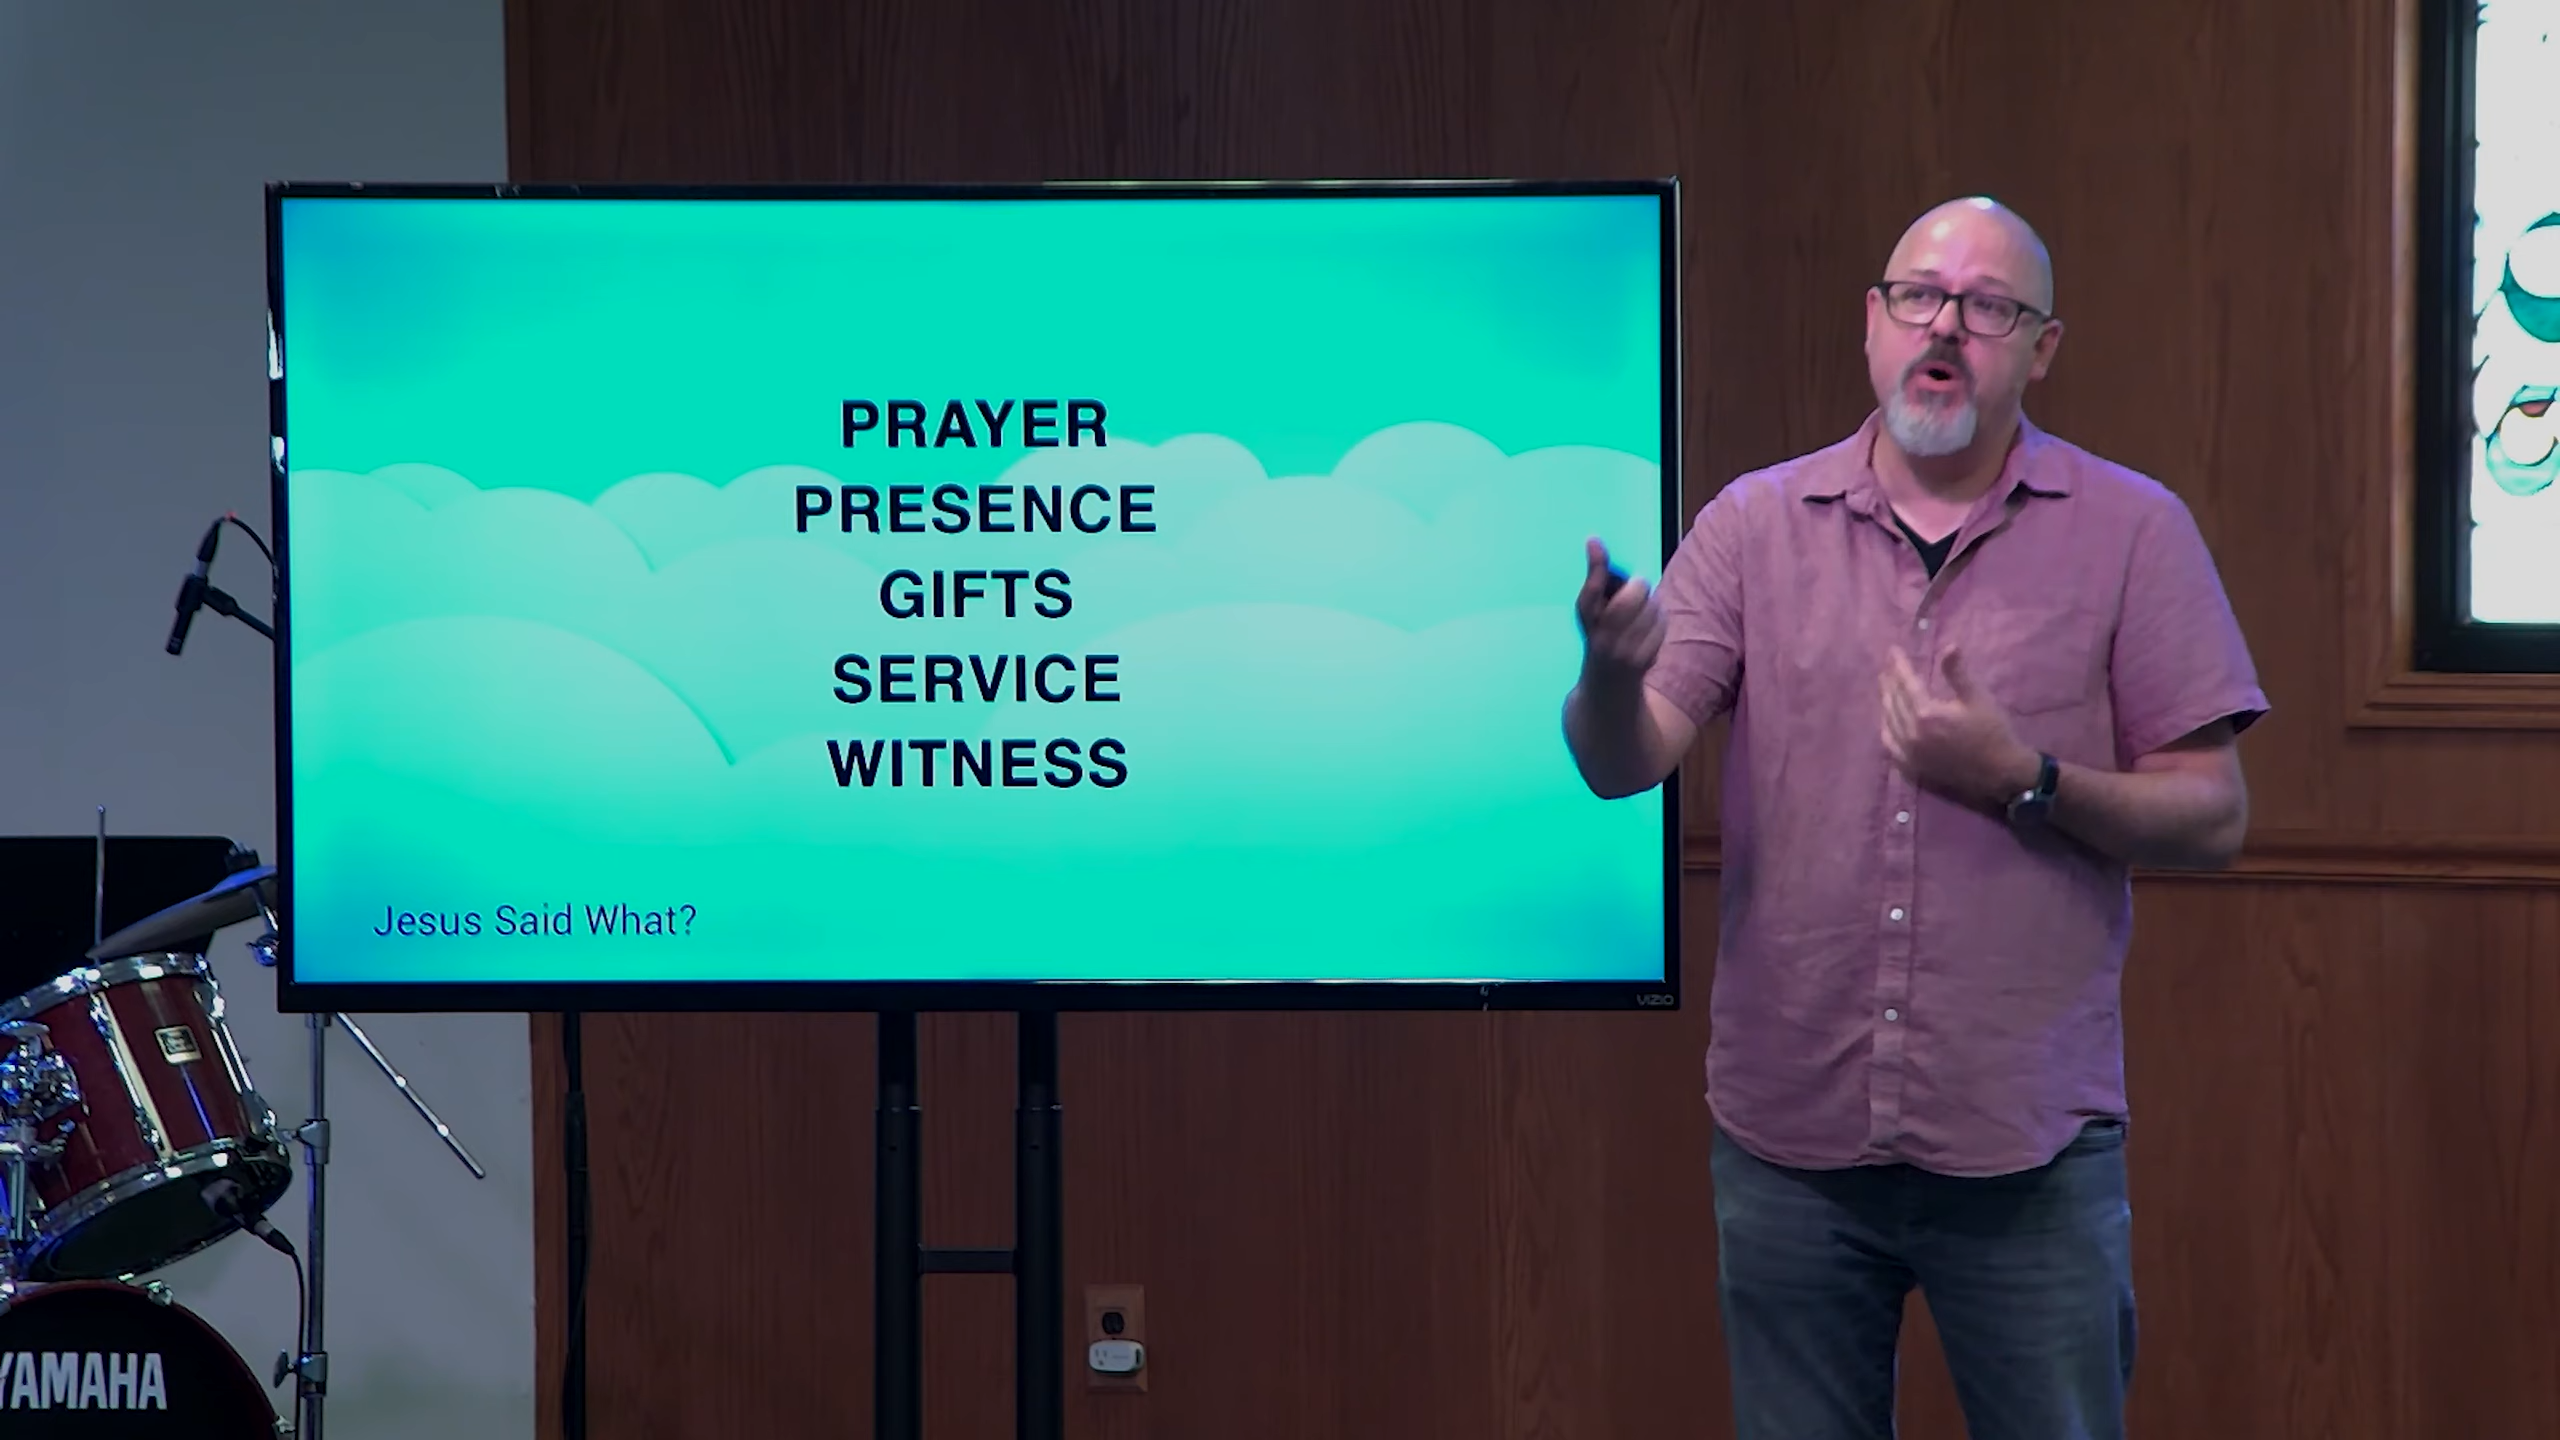 PRAYER
PRESENCE
GIFTS
SERVICE
WITNESS
Jesus Said What?
VIZIO
YAMAHA